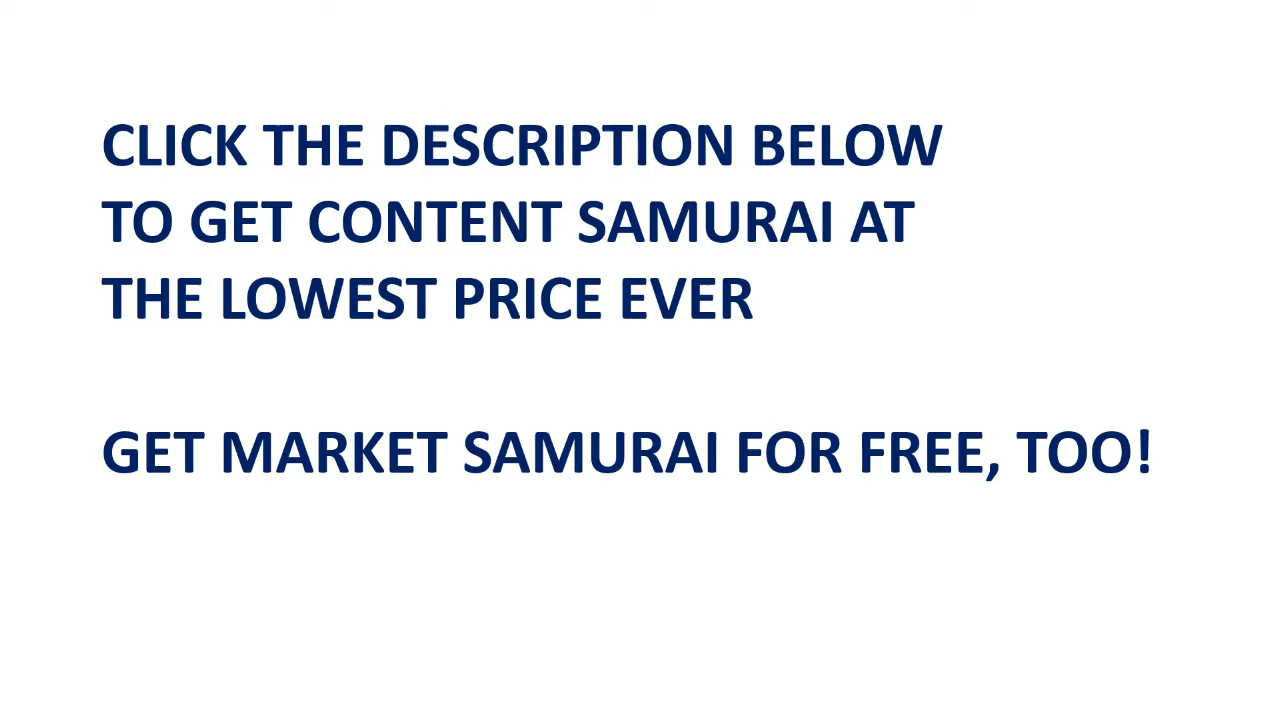 CLICK THE DESCRIPTION BELOW
TO GET CONTENT SAMURAI AT
THE LOWEST PRICE EVER
GET MARKET SAMURAI FOR FREE, TOO!